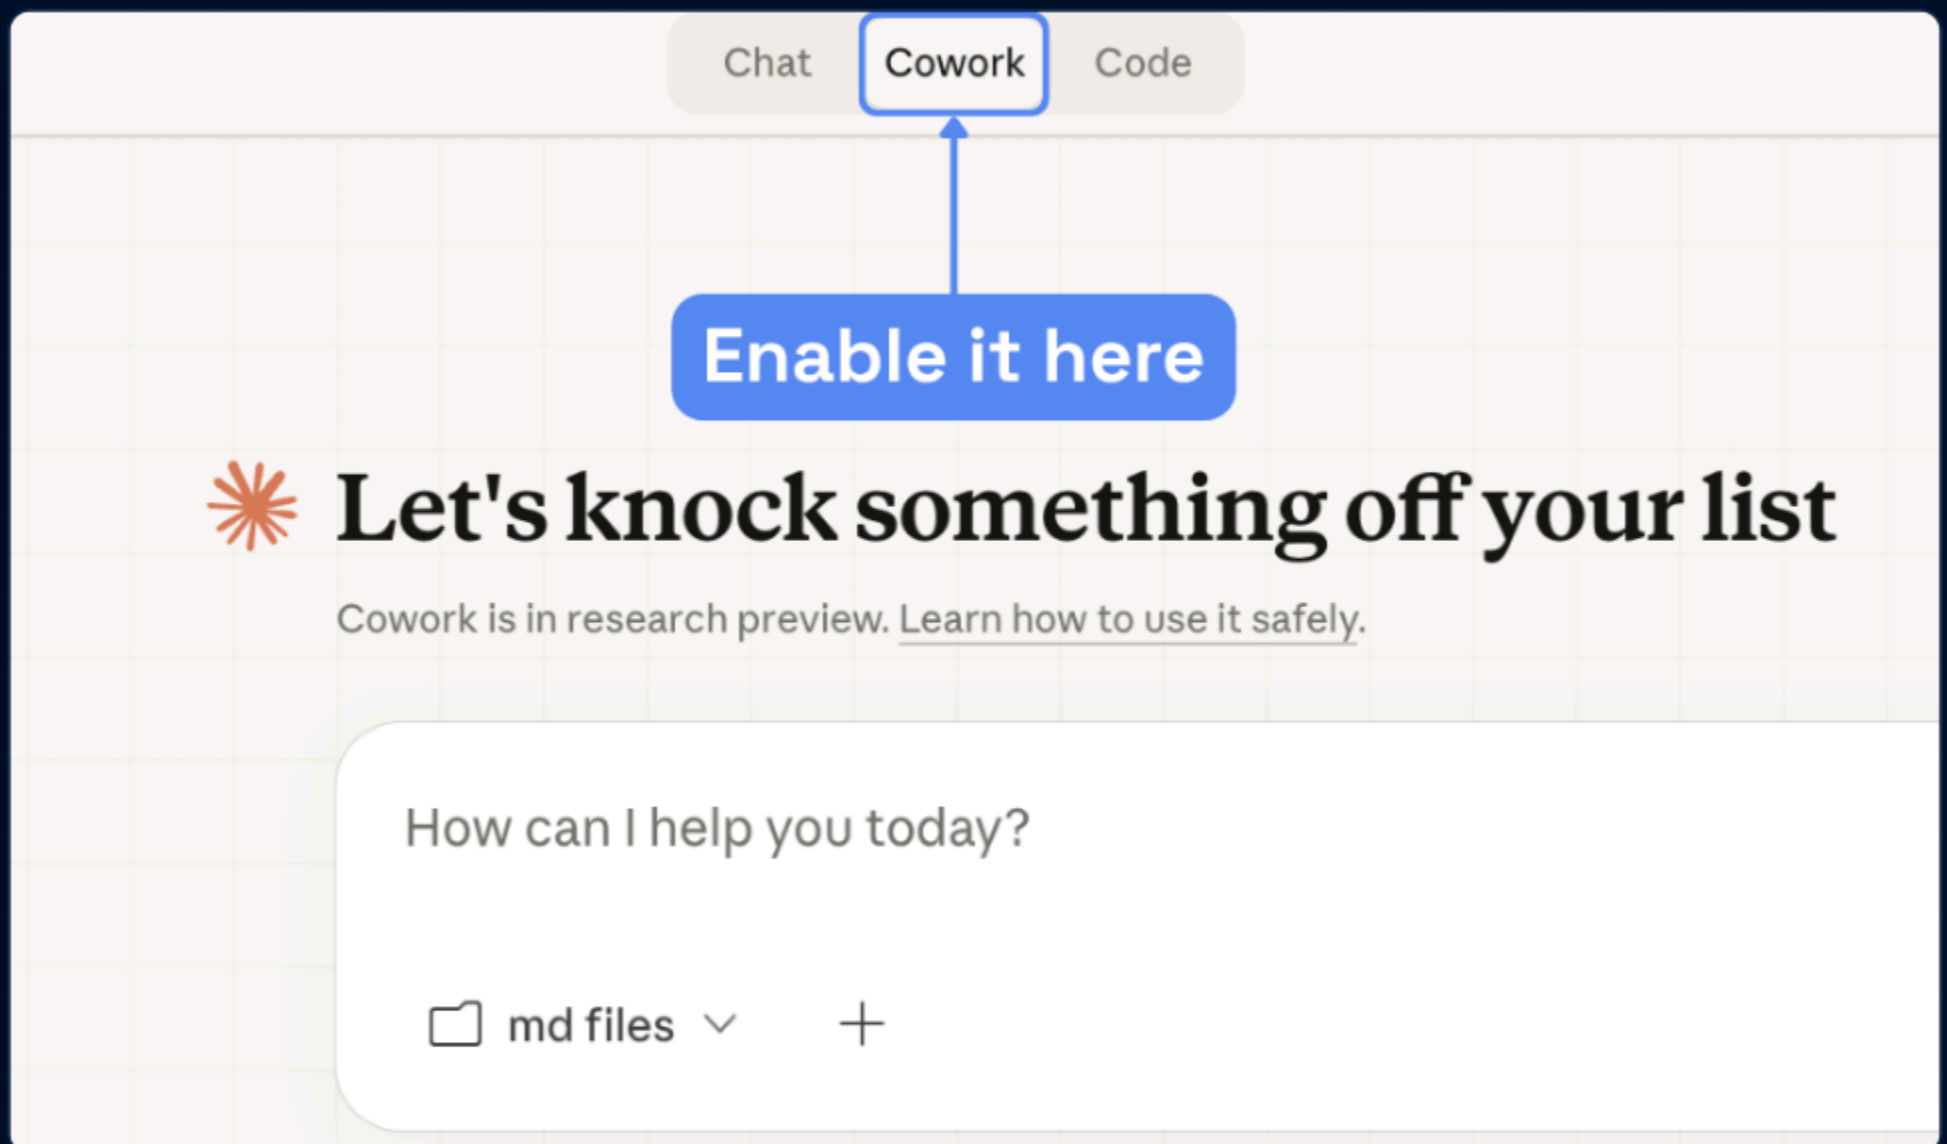 Chat Cowork Code
Enable it here
Let's knock something off your list
Cowork is in research preview. Learn how to use it safely.
How can I help you today?
md files